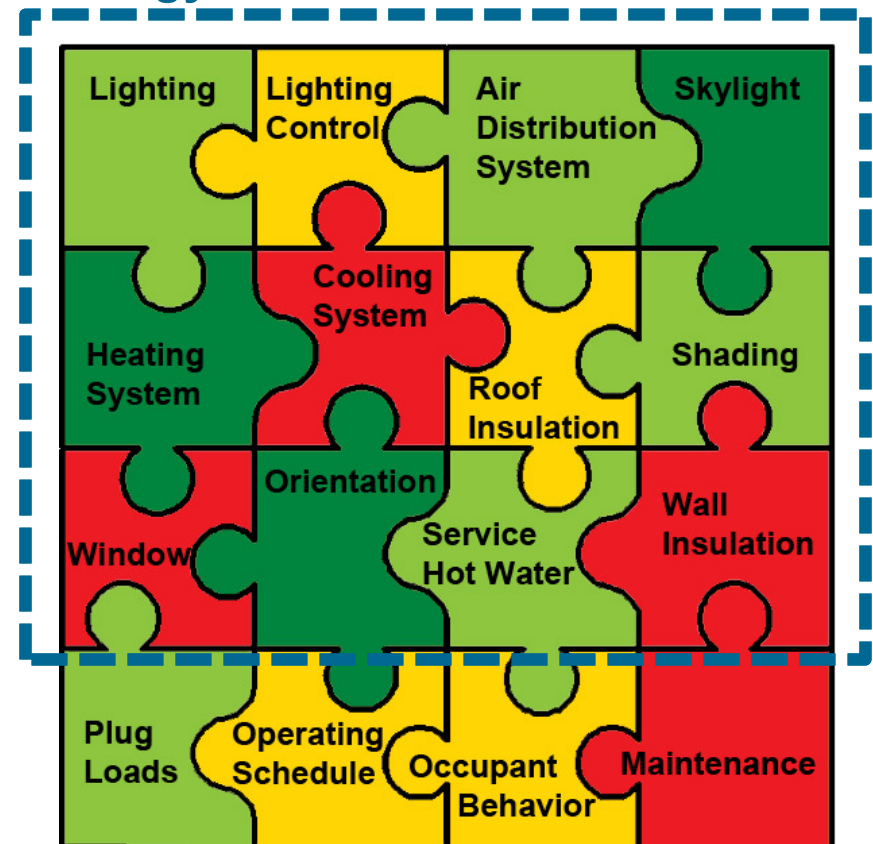 Lighting
Lighting
Control
Air
Distribution
System
Skylight
Heating
System
Cooling
System
Roof
Insulation
Shading
Window
Orientation
Service
Hot Water
Wall
Insulation
Plug
Loads
Operating
Schedule
Occupant
Behavior
Maintenance